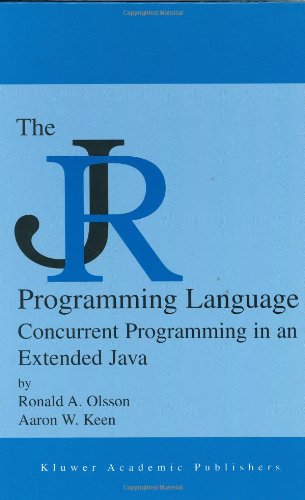 The
JR
Programming Language
Concurrent Programming in an
Extended Java
by
Ronald A. Olsson
Aaron W. Keen
Kluwer Academic Publishers